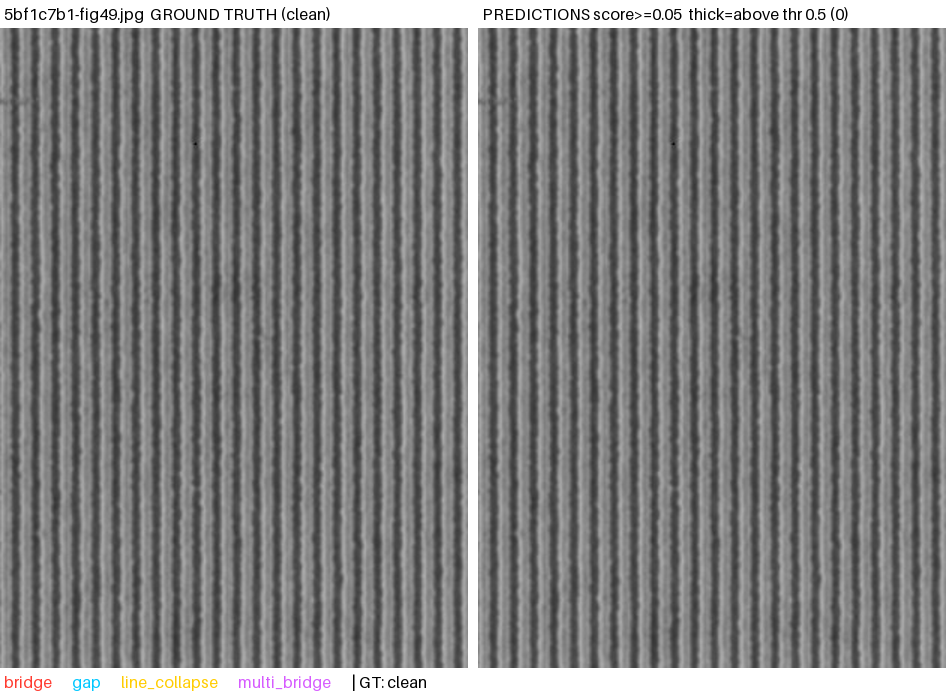 5bf1c7b1-fig49.jpg GROUND TRUTH (clean)
PREDICTIONS score>=0.05 thick=above thr 0.5 (0)
bridge gap line_collapse multi_bridge | GT: clean